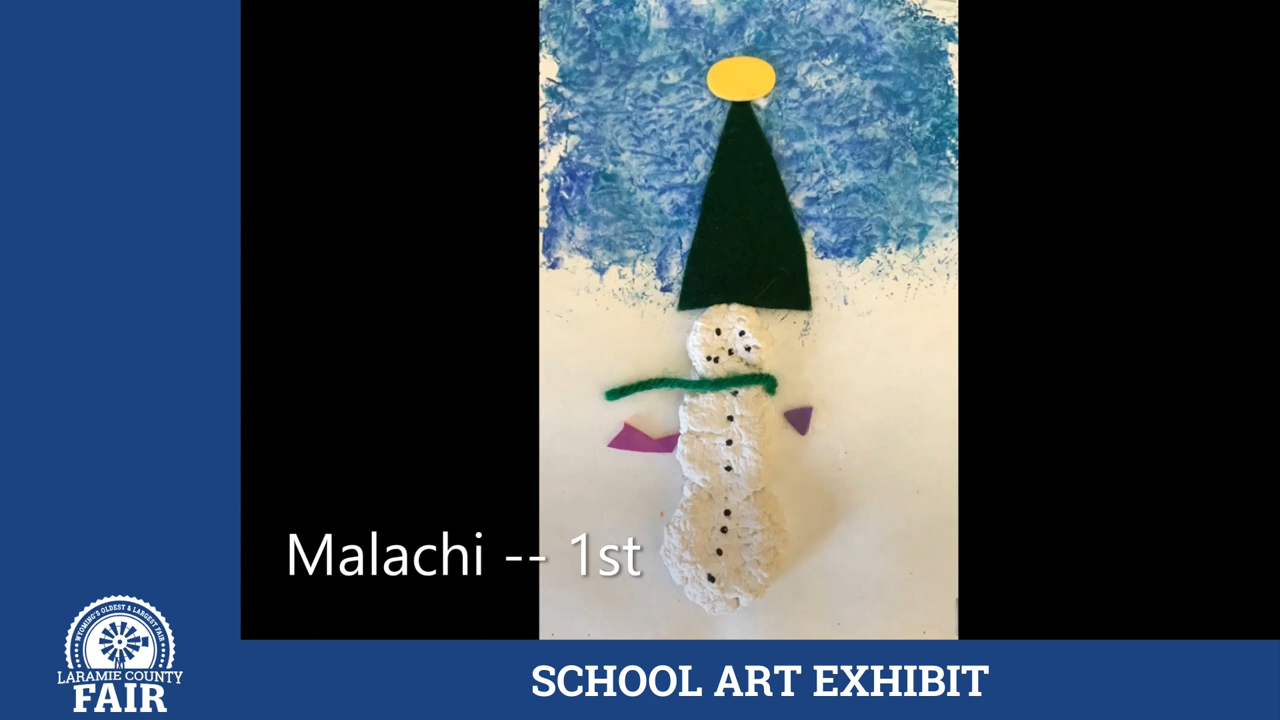 Malachi -- 1st
WYOMING'S OLDEST & LARGEST FAIR
LARAMIE COUNTY
FAIR
SCHOOL ART EXHIBIT